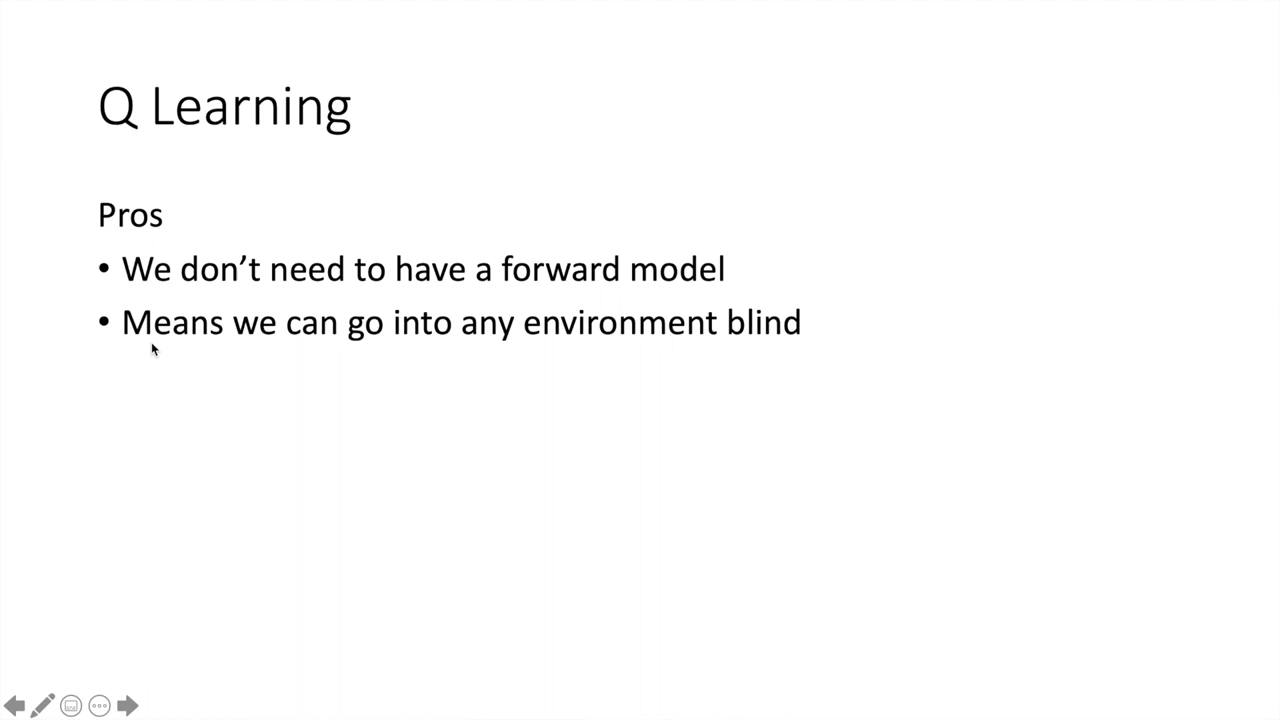 Q Learning
Pros
• We don’t need to have a forward model
• Means we can go into any environment blind